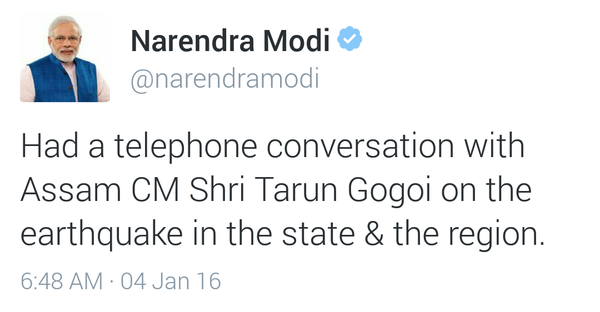 Narendra Modi
@narendramodi
Had a telephone conversation with
Assam CM Shri Tarun Gogoi on the
earthquake in the state & the region.
6:48 AM · 04 Jan 16